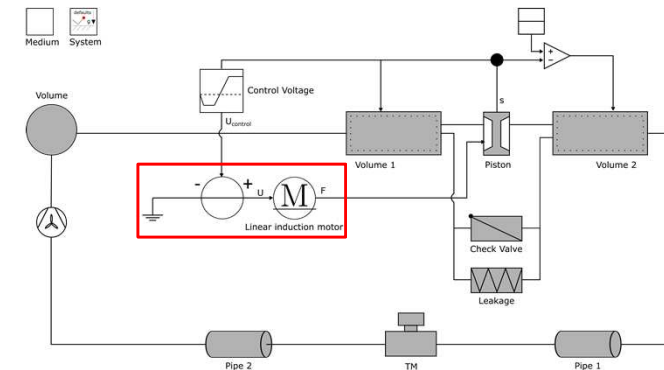 defaults
g
Medium
System
Volume
Control Voltage
Ucontrol
s
+
−
Volume 1
Piston
Volume 2
-
+
U
M
F
Linear induction motor
Check Valve
Leakage
Pipe 2
TM
Pipe 1